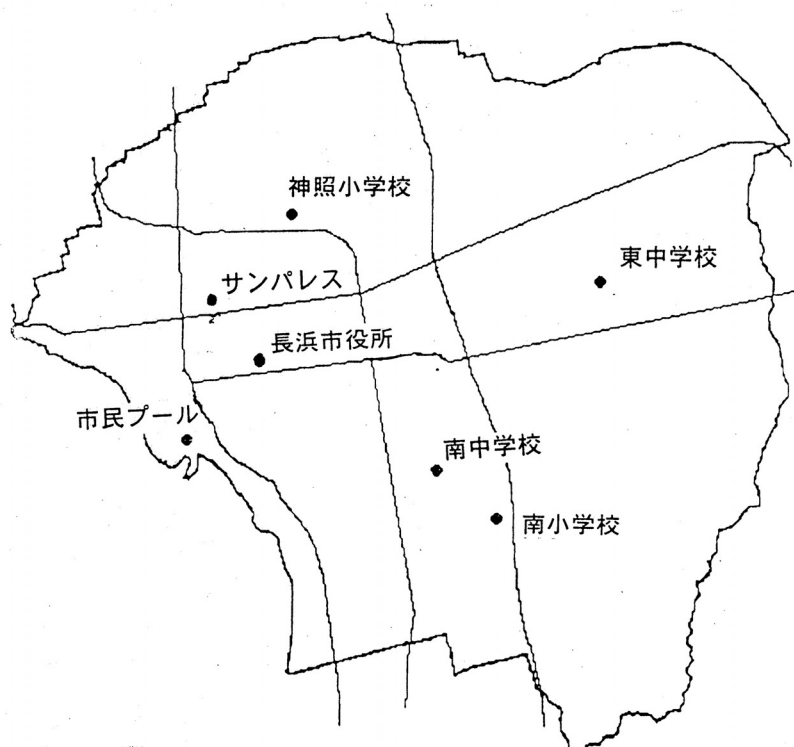 神照小学校
東中学校
サンパレス
長浜市役所
市民プール
南中学校
南小学校